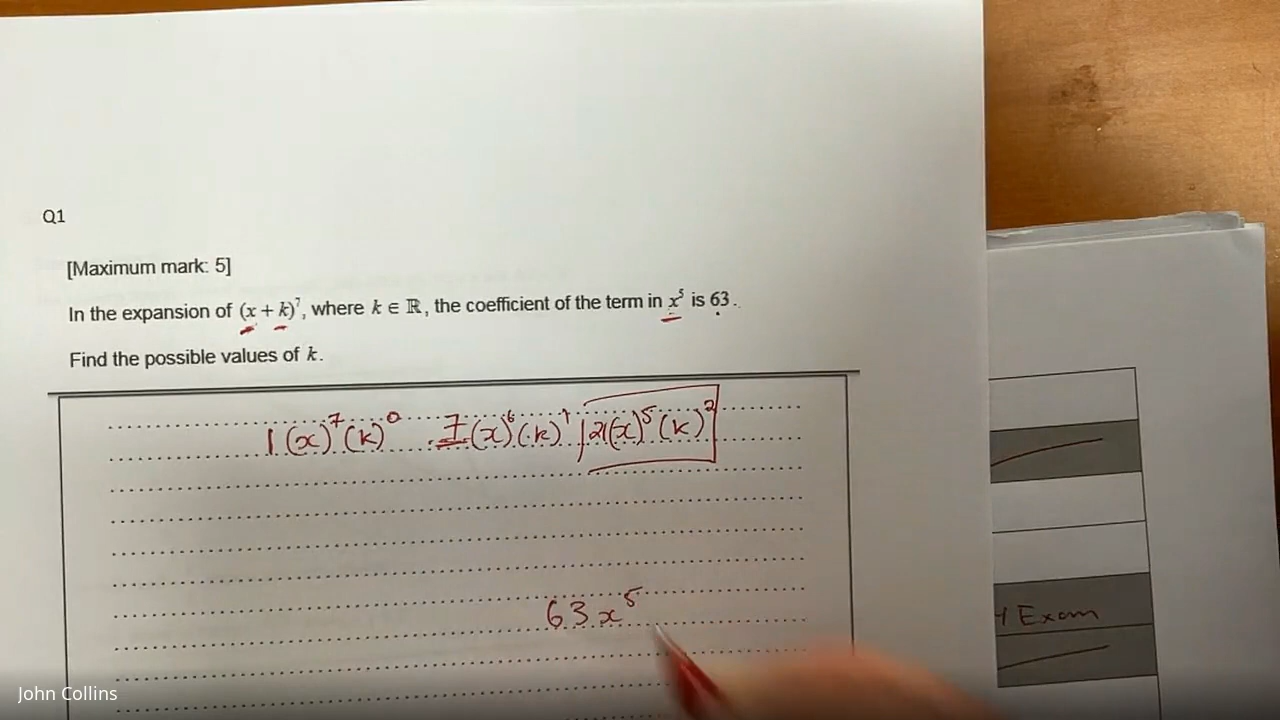 Q1
[Maximum mark: 5]
In the expansion of (x + k)⁷, where k ∈ ℝ, the coefficient of the term in x⁵ is 63.
Find the possible values of k.
1(x)⁷(k)⁰ 7(x)⁶(k)¹ 21(x)⁵(k)²
63x⁵
Exam
John Collins